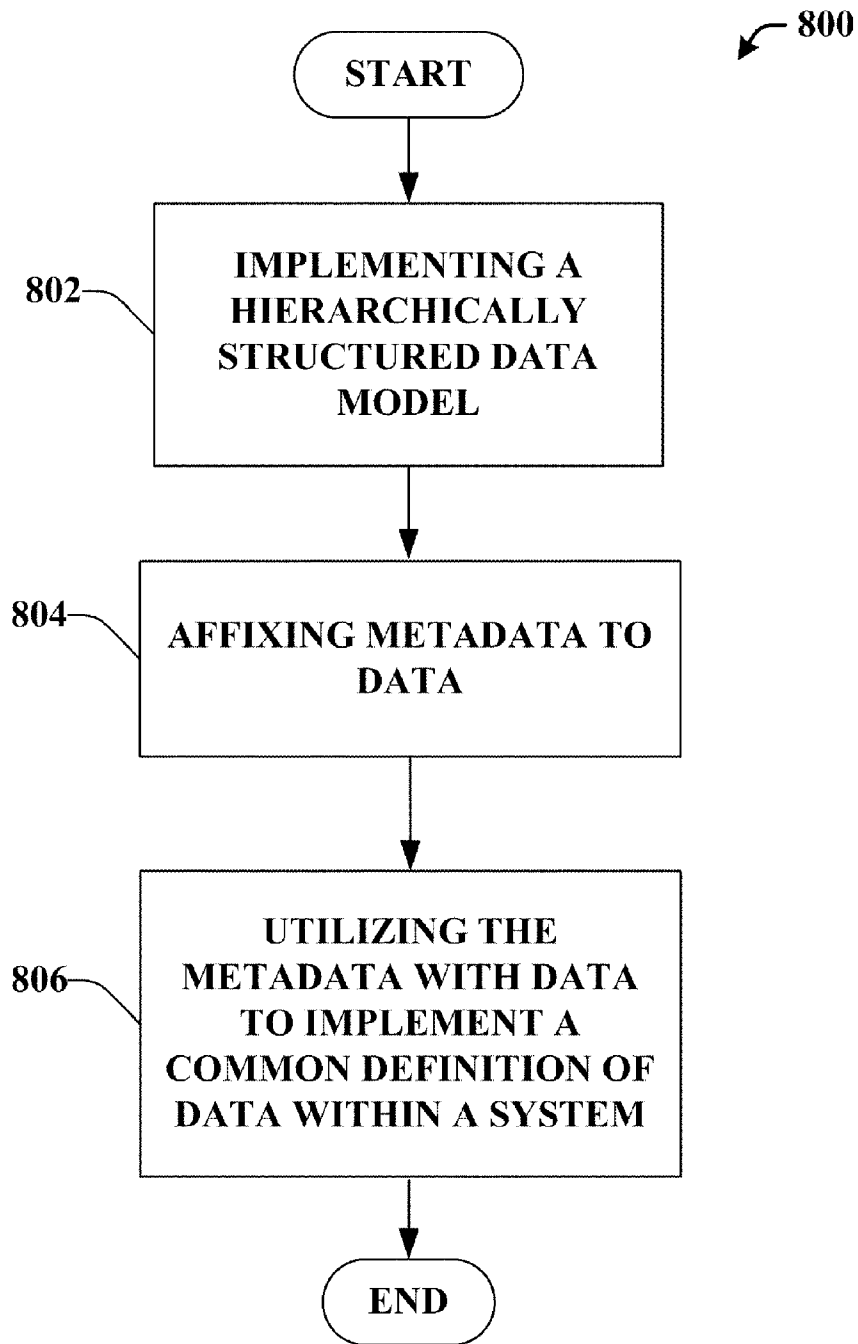 800
START
802
IMPLEMENTING A
HIERARCHICALLY
STRUCTURED DATA
MODEL
804
AFFIXING METADATA TO
DATA
806
UTILIZING THE
METADATA WITH DATA
TO IMPLEMENT A
COMMON DEFINITION OF
DATA WITHIN A SYSTEM
END